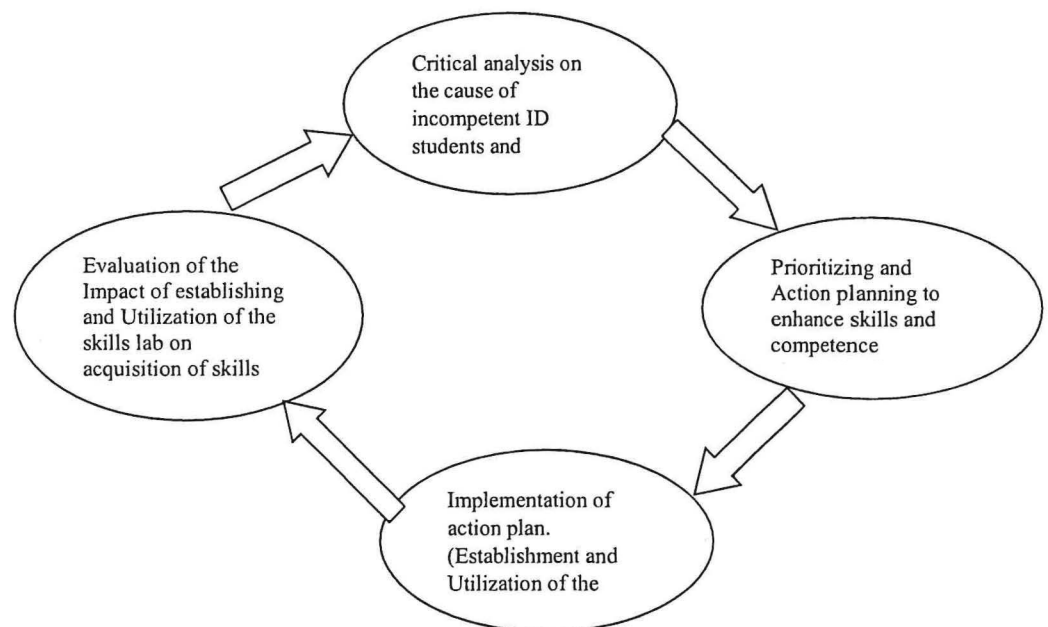 Critical analysis on
the cause of
incompetent ID
students and
Prioritizing and
Action planning to
enhance skills and
competence
Implementation of
action plan.
(Establishment and
Utilization of the
Evaluation of the
Impact of establishing
and Utilization of the
skills lab on
acquisition of skills